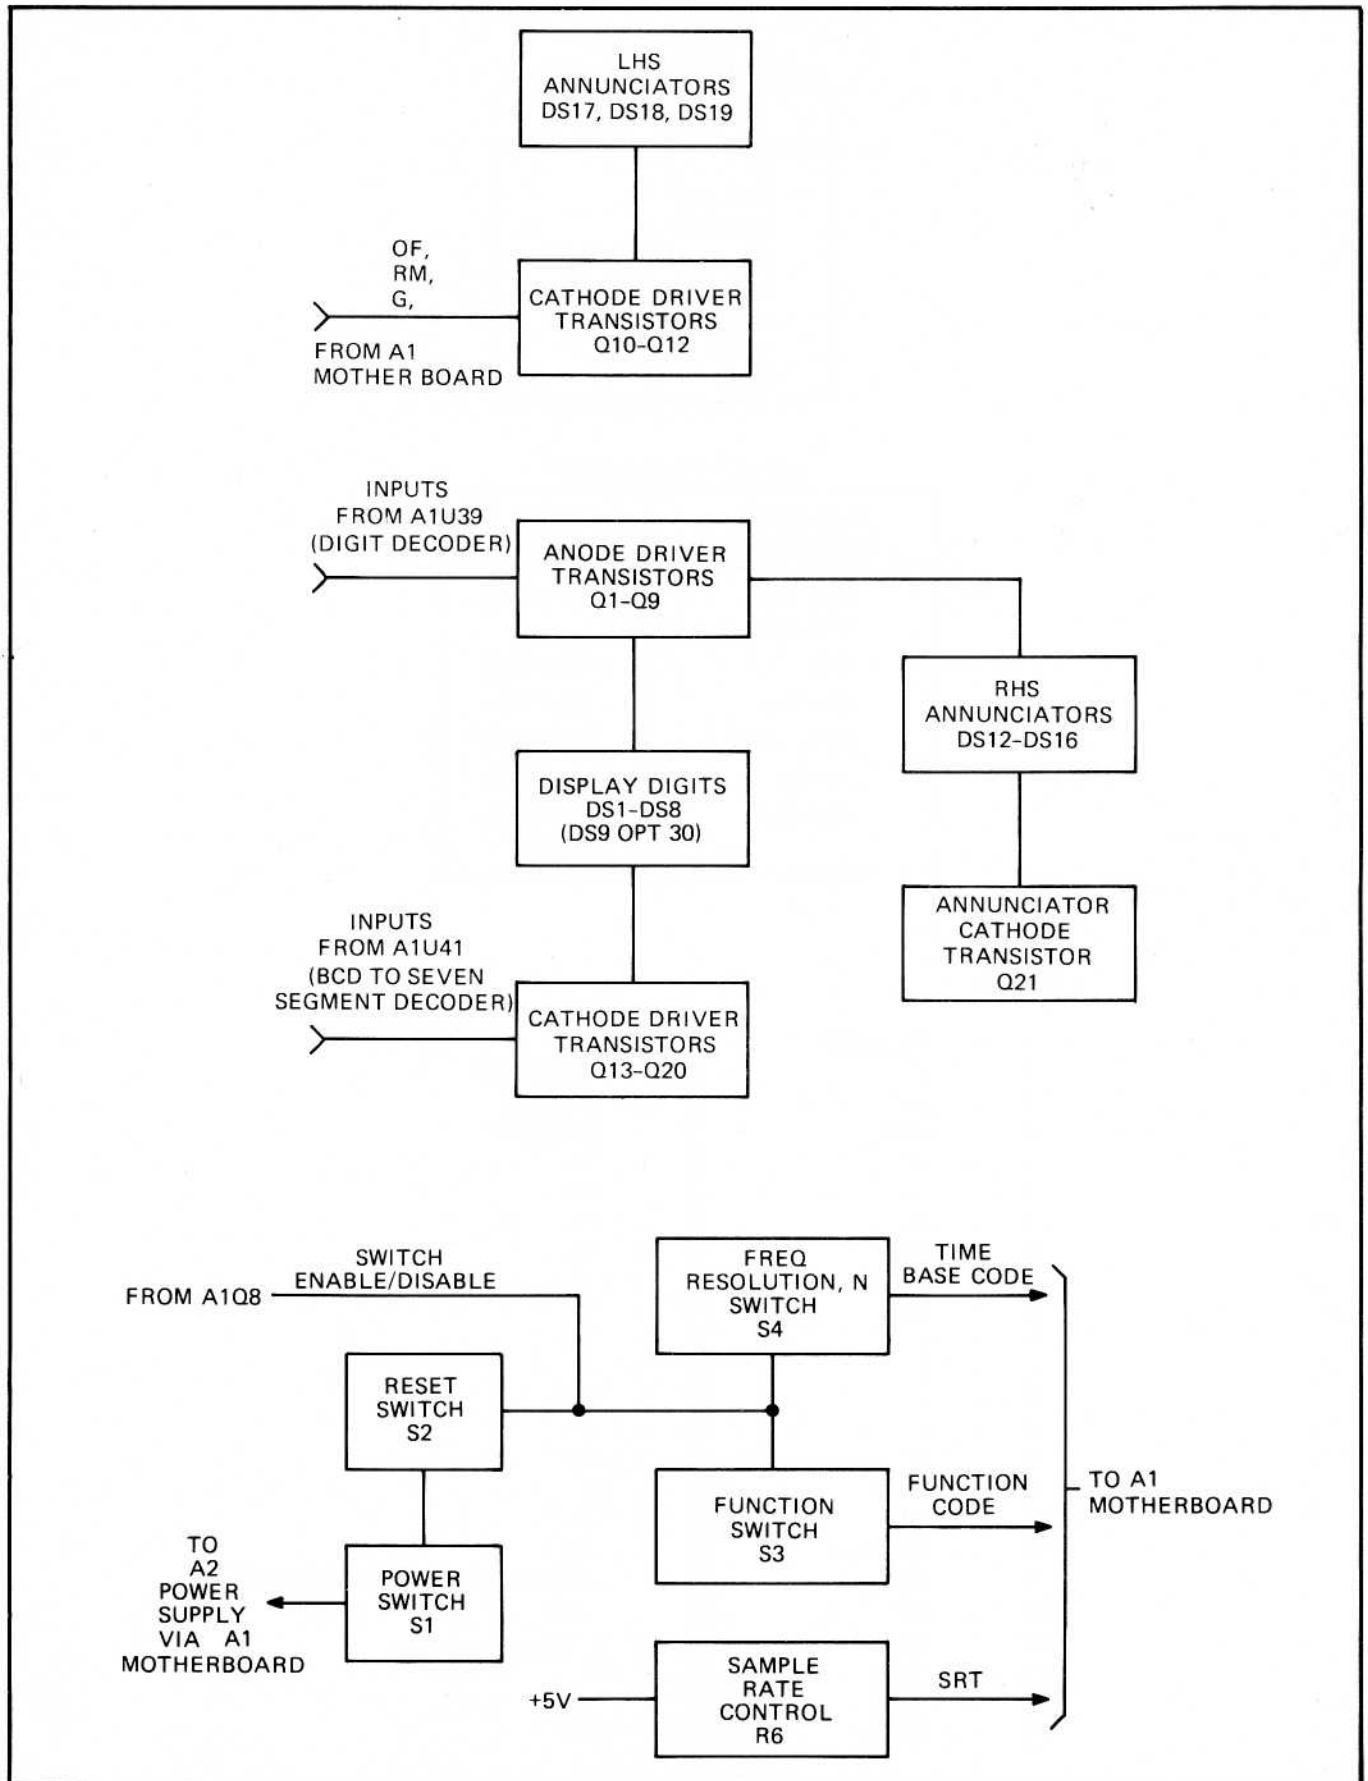 LHS
ANNUNCIATORS
DS17, DS18, DS19
OF,
RM,
G,
FROM A1
MOTHER BOARD
CATHODE DRIVER
TRANSISTORS
Q10-Q12
INPUTS
FROM A1U39
(DIGIT DECODER)
ANODE DRIVER
TRANSISTORS
Q1-Q9
RHS
ANNUNCIATORS
DS12-DS16
DISPLAY DIGITS
DS1-DS8
(DS9 OPT 30)
ANNUNCIATOR
CATHODE
TRANSISTOR
Q21
INPUTS
FROM A1U41
(BCD TO SEVEN
SEGMENT DECODER)
CATHODE DRIVER
TRANSISTORS
Q13-Q20
SWITCH
ENABLE/DISABLE
FROM A1Q8
FREQ
RESOLUTION, N
SWITCH
S4
TIME
BASE CODE
RESET
SWITCH
S2
FUNCTION
SWITCH
S3
FUNCTION
CODE
TO A1
MOTHERBOARD
TO
A2
POWER
SUPPLY
VIA A1
MOTHERBOARD
POWER
SWITCH
S1
+5V
SAMPLE
RATE
CONTROL
R6
SRT